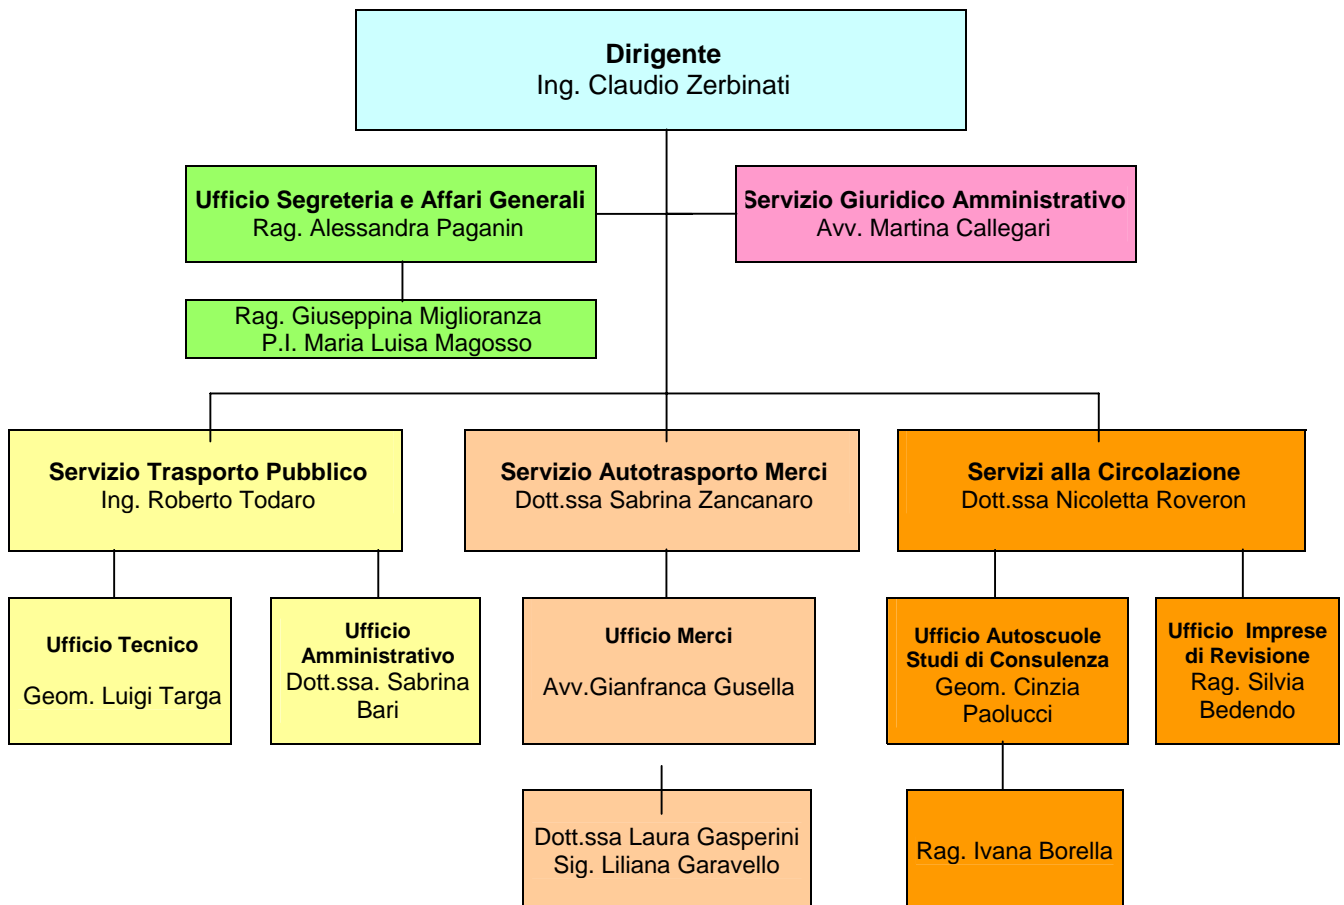 Dirigente
Ing. Claudio Zerbinati
Ufficio Segreteria e Affari Generali
Rag. Alessandra Paganin
Servizio Giuridico Amministrativo
Avv. Martina Callegari
Rag. Giuseppina Miglioranza
P.I. Maria Luisa Magosso
Servizio Trasporto Pubblico
Ing. Roberto Todaro
Servizio Autotrasporto Merci
Dott.ssa Sabrina Zancanaro
Servizi alla Circolazione
Dott.ssa Nicoletta Roveron
Ufficio Tecnico
Geom. Luigi Targa
Ufficio
Amministrativo
Dott.ssa. Sabrina
Bari
Ufficio Merci
Avv.Gianfranca Gusella
Ufficio Autoscuole
Studi di Consulenza
Geom. Cinzia
Paolucci
Ufficio Imprese
di Revisione
Rag. Silvia
Bedendo
Dott.ssa Laura Gasperini
Sig. Liliana Garavello
Rag. Ivana Borella